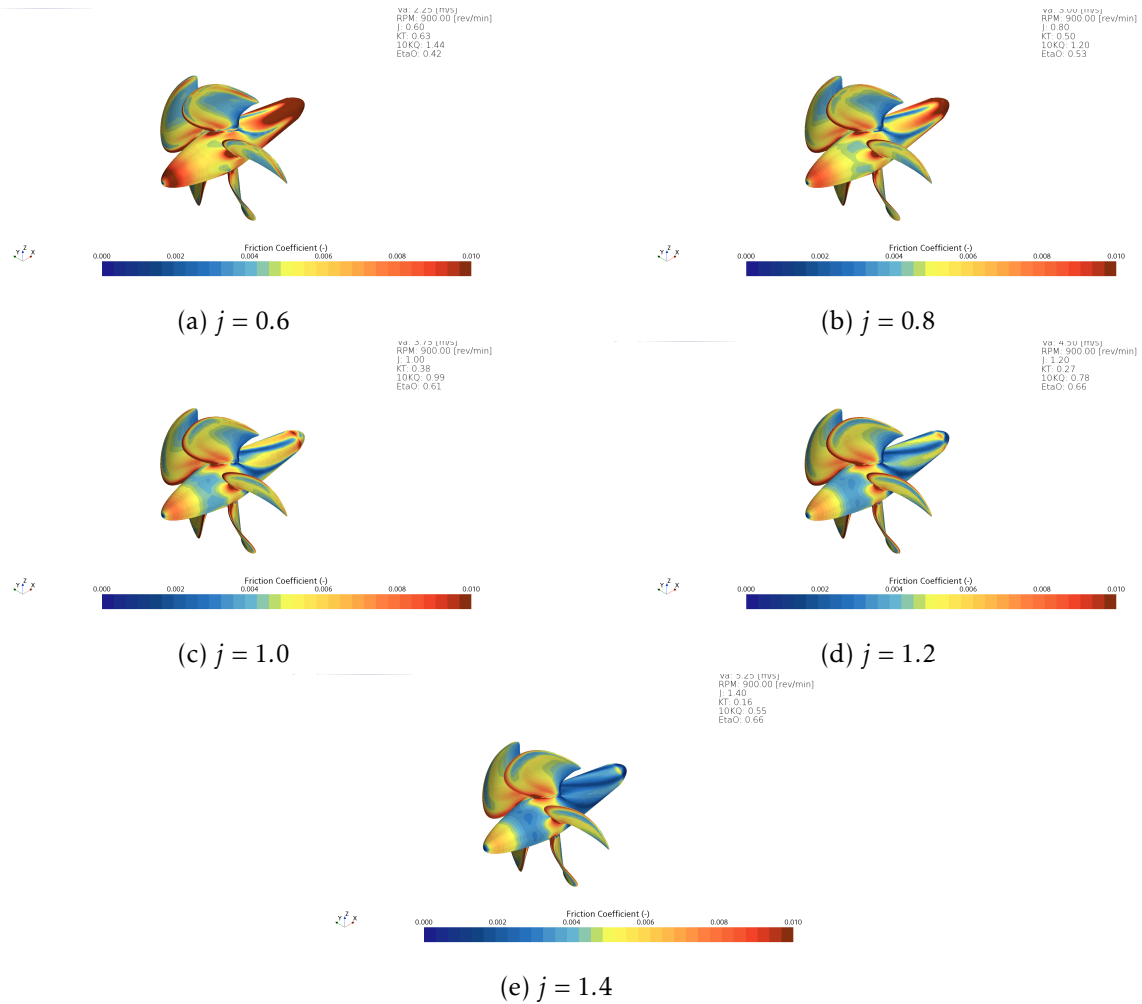 Va: 2.25 [m/s]
RPM: 900.00 [rev/min]
J: 0.60
KT: 0.63
10KQ: 1.44
EtaO: 0.42
Y Z X
Friction Coefficient (-)
0.000 0.002 0.004 0.006 0.008 0.010
(a) j = 0.6
Va: 3.00 [m/s]
RPM: 900.00 [rev/min]
J: 0.80
KT: 0.50
10KQ: 1.20
EtaO: 0.53
Y Z X
Friction Coefficient (-)
0.000 0.002 0.004 0.006 0.008 0.010
(b) j = 0.8
Va: 3.75 [m/s]
RPM: 900.00 [rev/min]
J: 1.00
KT: 0.38
10KQ: 0.99
EtaO: 0.61
Y Z X
Friction Coefficient (-)
0.000 0.002 0.004 0.006 0.008 0.010
(c) j = 1.0
Va: 4.50 [m/s]
RPM: 900.00 [rev/min]
J: 1.20
KT: 0.27
10KQ: 0.78
EtaO: 0.66
Y Z X
Friction Coefficient (-)
0.000 0.002 0.004 0.006 0.008 0.010
(d) j = 1.2
Va: 5.25 [m/s]
RPM: 900.00 [rev/min]
J: 1.40
KT: 0.16
10KQ: 0.55
EtaO: 0.66
Y Z X
Friction Coefficient (-)
0.000 0.002 0.004 0.006 0.008 0.010
(e) j = 1.4